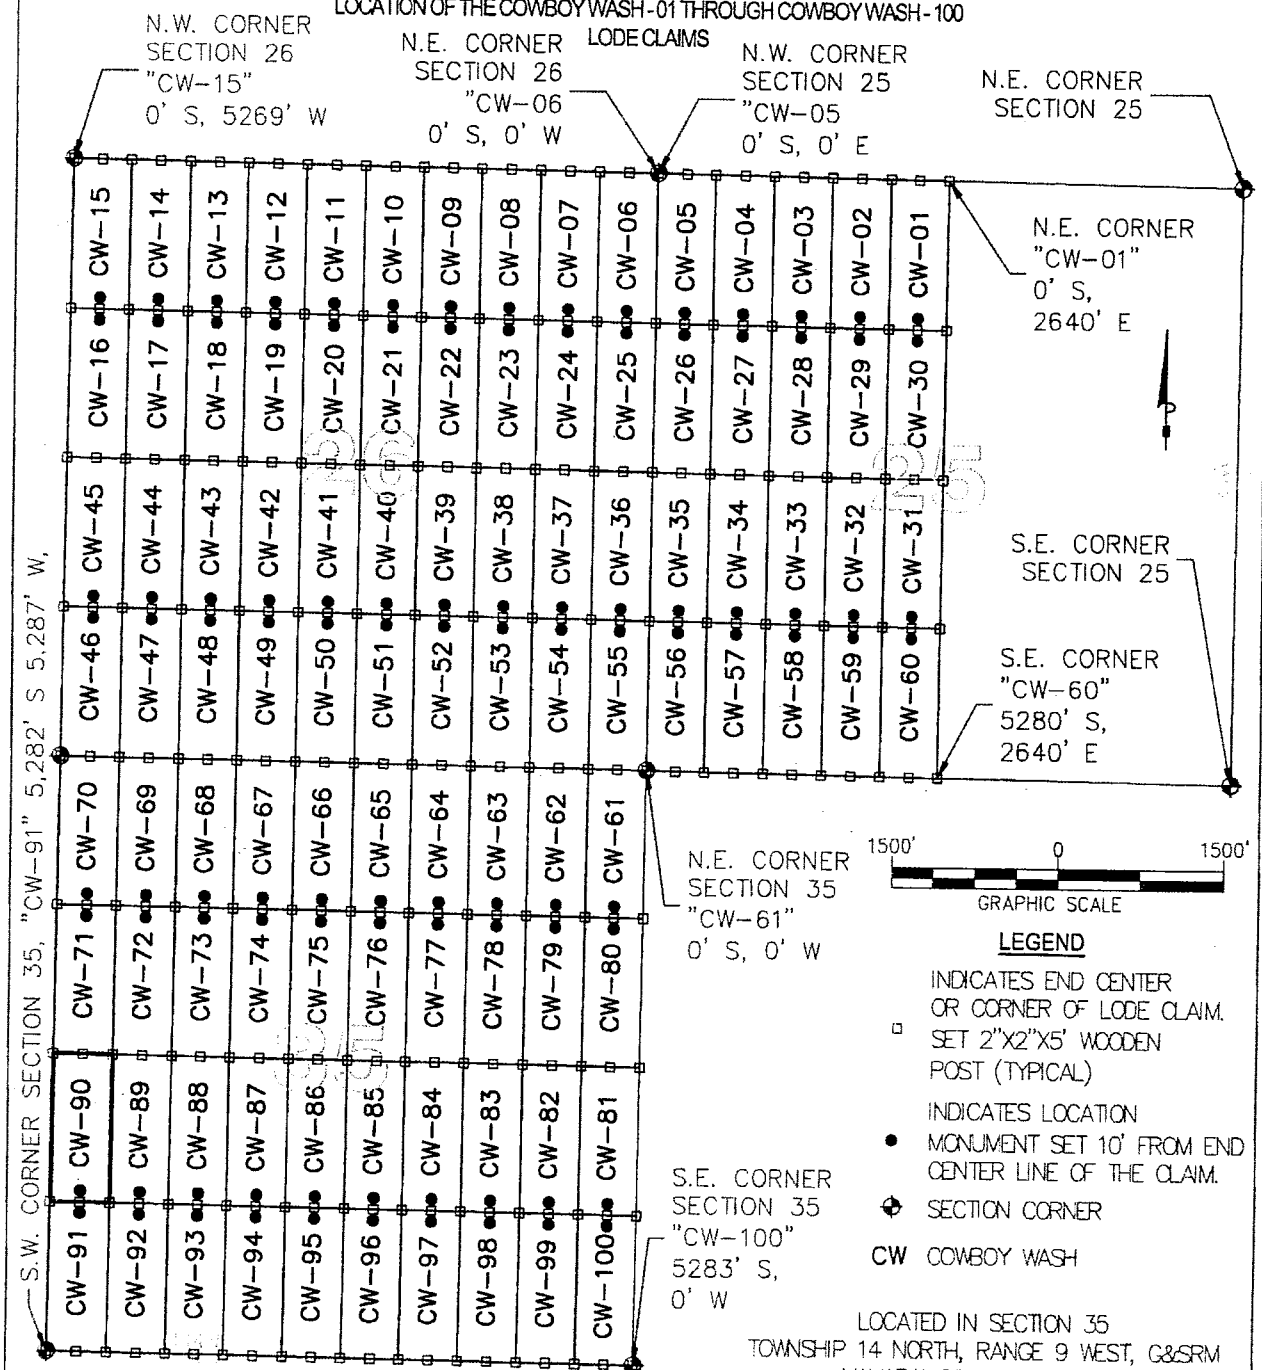 LOCATION OF THE COWBOY WASH-01 THROUGH COWBOY WASH-100
LODE CLAIMS
N.W. CORNER
SECTION 26
"CW-15"
0' S, 5269' W
N.E. CORNER
SECTION 26
"CW-06
0' S, 0' W
N.W. CORNER
SECTION 25
"CW-05
0' S, 0' E
N.E. CORNER
SECTION 25
CW-15 CW-14 CW-13 CW-12 CW-11 CW-10 CW-09 CW-08 CW-07 CW-06 CW-05 CW-04 CW-03 CW-02 CW-01
N.E. CORNER
"CW-01"
0' S,
2640' E
CW-16 CW-17 CW-18 CW-19 CW-20 CW-21 CW-22 CW-23 CW-24 CW-25 CW-26 CW-27 CW-28 CW-29 CW-30
26
25
CW-45 CW-44 CW-43 CW-42 CW-41 CW-40 CW-39 CW-38 CW-37 CW-36 CW-35 CW-34 CW-33 CW-32 CW-31
S.E. CORNER
SECTION 25
CW-46 CW-47 CW-48 CW-49 CW-50 CW-51 CW-52 CW-53 CW-54 CW-55 CW-56 CW-57 CW-58 CW-59 CW-60
S.E. CORNER
"CW-60"
5280' S,
2640' E
CW-70 CW-69 CW-68 CW-67 CW-66 CW-65 CW-64 CW-63 CW-62 CW-61
N.E. CORNER
SECTION 35
"CW-61"
0' S, 0' W
CW-71 CW-72 CW-73 CW-74 CW-75 CW-76 CW-77 CW-78 CW-79 CW-80
35
CW-90 CW-89 CW-88 CW-87 CW-86 CW-85 CW-84 CW-83 CW-82 CW-81
CW-91 CW-92 CW-93 CW-94 CW-95 CW-96 CW-97 CW-98 CW-99 CW-100
S.W. CORNER SECTION 35, "CW-91" 5,282' S 5,287' W,
S.E. CORNER
SECTION 35
"CW-100"
5283' S,
0' W
1500' 0 1500'
GRAPHIC SCALE
LEGEND
INDICATES END CENTER
OR CORNER OF LODE CLAIM.
SET 2"X2"X5' WOODEN
POST (TYPICAL)
INDICATES LOCATION
MONUMENT SET 10' FROM END
CENTER LINE OF THE CLAIM.
SECTION CORNER
CW COWBOY WASH
LOCATED IN SECTION 35
TOWNSHIP 14 NORTH, RANGE 9 WEST, G&SRM